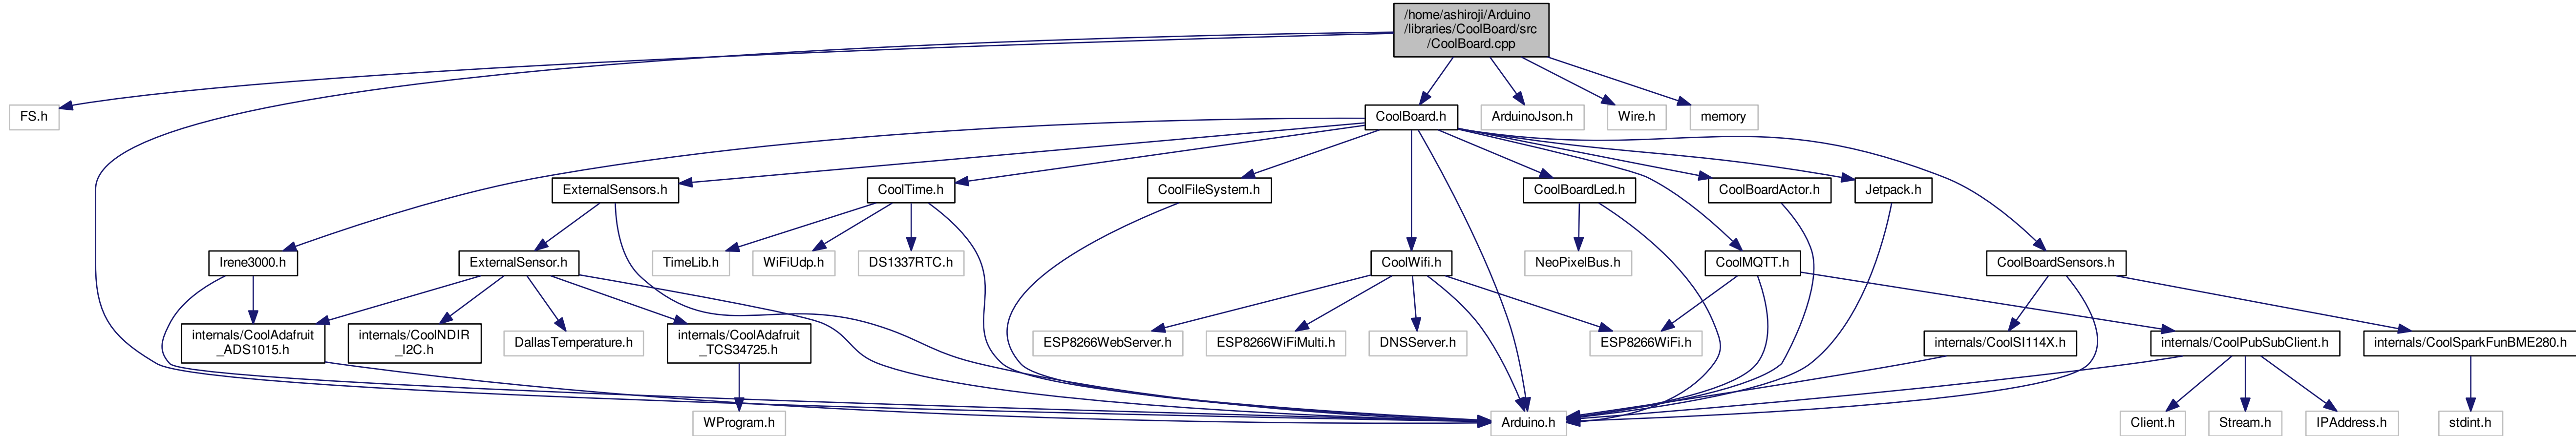 /home/ashiroji/Arduino
/libraries/CoolBoard/src
/CoolBoard.cpp
FS.h
CoolBoard.h
ArduinoJson.h
Wire.h
memory
ExternalSensors.h
CoolTime.h
CoolFileSystem.h
CoolBoardLed.h
CoolBoardActor.h
Jetpack.h
Irene3000.h
ExternalSensor.h
TimeLib.h
WiFiUdp.h
DS1337RTC.h
CoolWifi.h
NeoPixelBus.h
CoolMQTT.h
CoolBoardSensors.h
internals/CoolAdafruit
_ADS1015.h
internals/CoolNDIR
_I2C.h
DallasTemperature.h
internals/CoolAdafruit
_TCS34725.h
ESP8266WebServer.h
ESP8266WiFiMulti.h
DNSServer.h
ESP8266WiFi.h
internals/CoolSI114X.h
internals/CoolPubSubClient.h
internals/CoolSparkFunBME280.h
WProgram.h
Arduino.h
Client.h
Stream.h
IPAddress.h
stdint.h